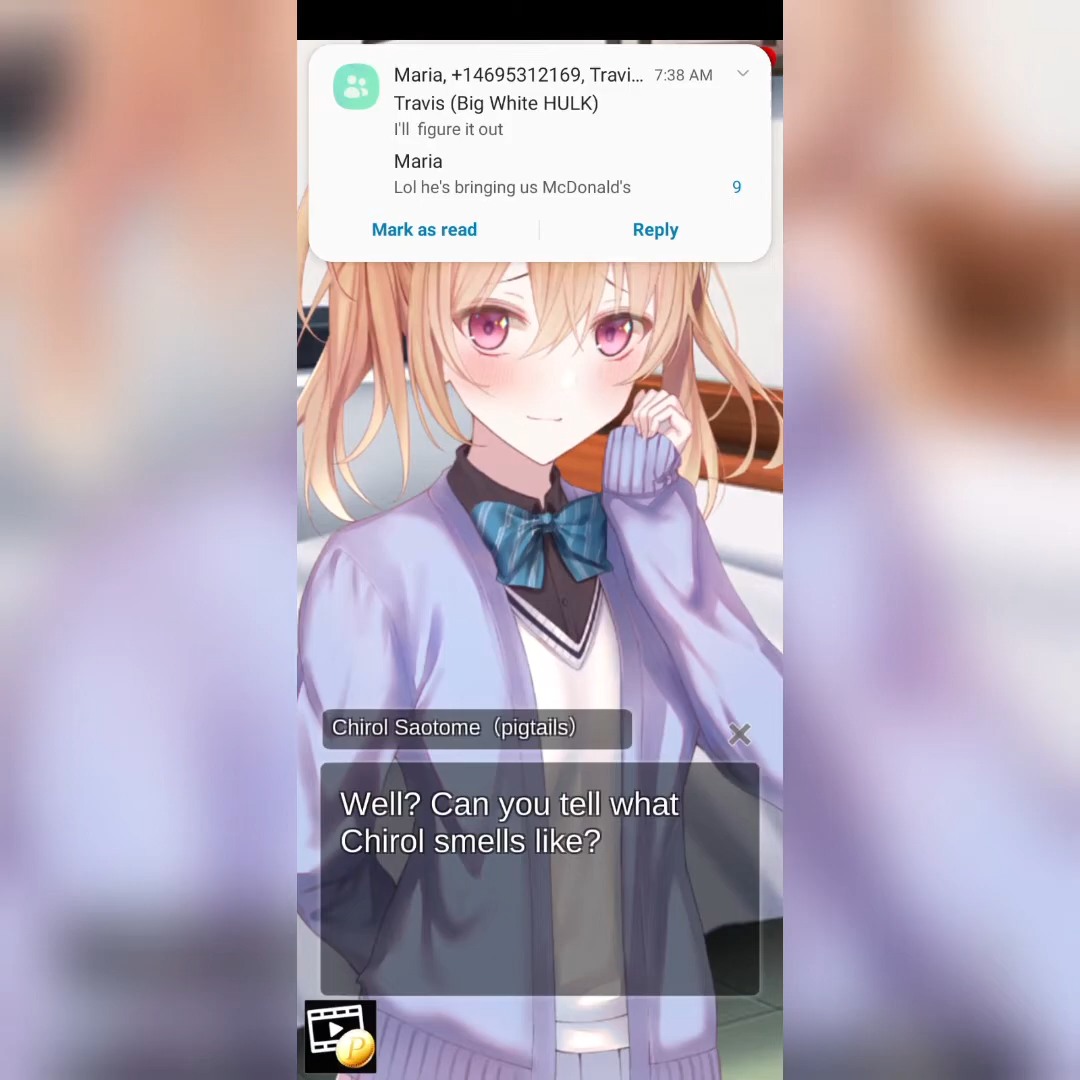 Maria, +14695312169, Travi... 7:38 AM
Travis (Big White HULK)
I'll figure it out
Maria
Lol he's bringing us McDonald's 9
Mark as read Reply
Chirol Saotome（pigtails）
Well? Can you tell what
Chirol smells like?
P